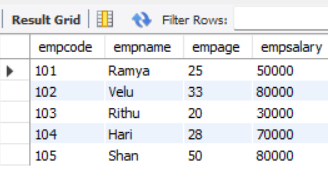 Result Grid Filter Rows:
empcode empname empage empsalary
101 Ramya 25 50000
102 Velu 33 80000
103 Rithu 20 30000
104 Hari 28 70000
105 Shan 50 80000